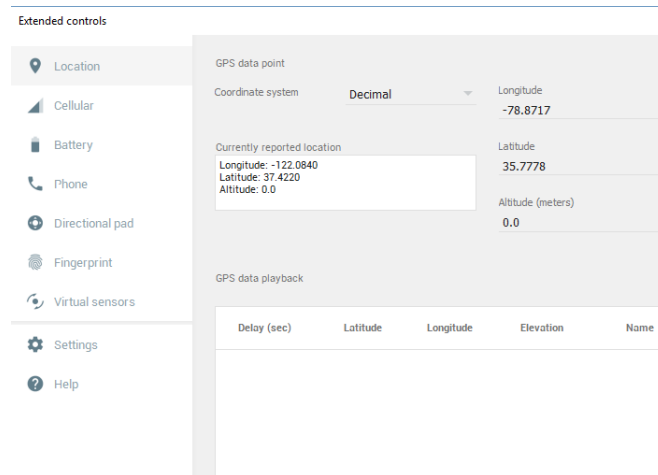 Extended controls
Location
Cellular
Battery
Phone
Directional pad
Fingerprint
Virtual sensors
Settings
Help
GPS data point
Coordinate system
Decimal
Longitude
-78.8717
Latitude
35.7778
Altitude (meters)
0.0
Currently reported location
Longitude: -122.0840
Latitude: 37.4220
Altitude: 0.0
GPS data playback
Delay (sec) Latitude Longitude Elevation Name